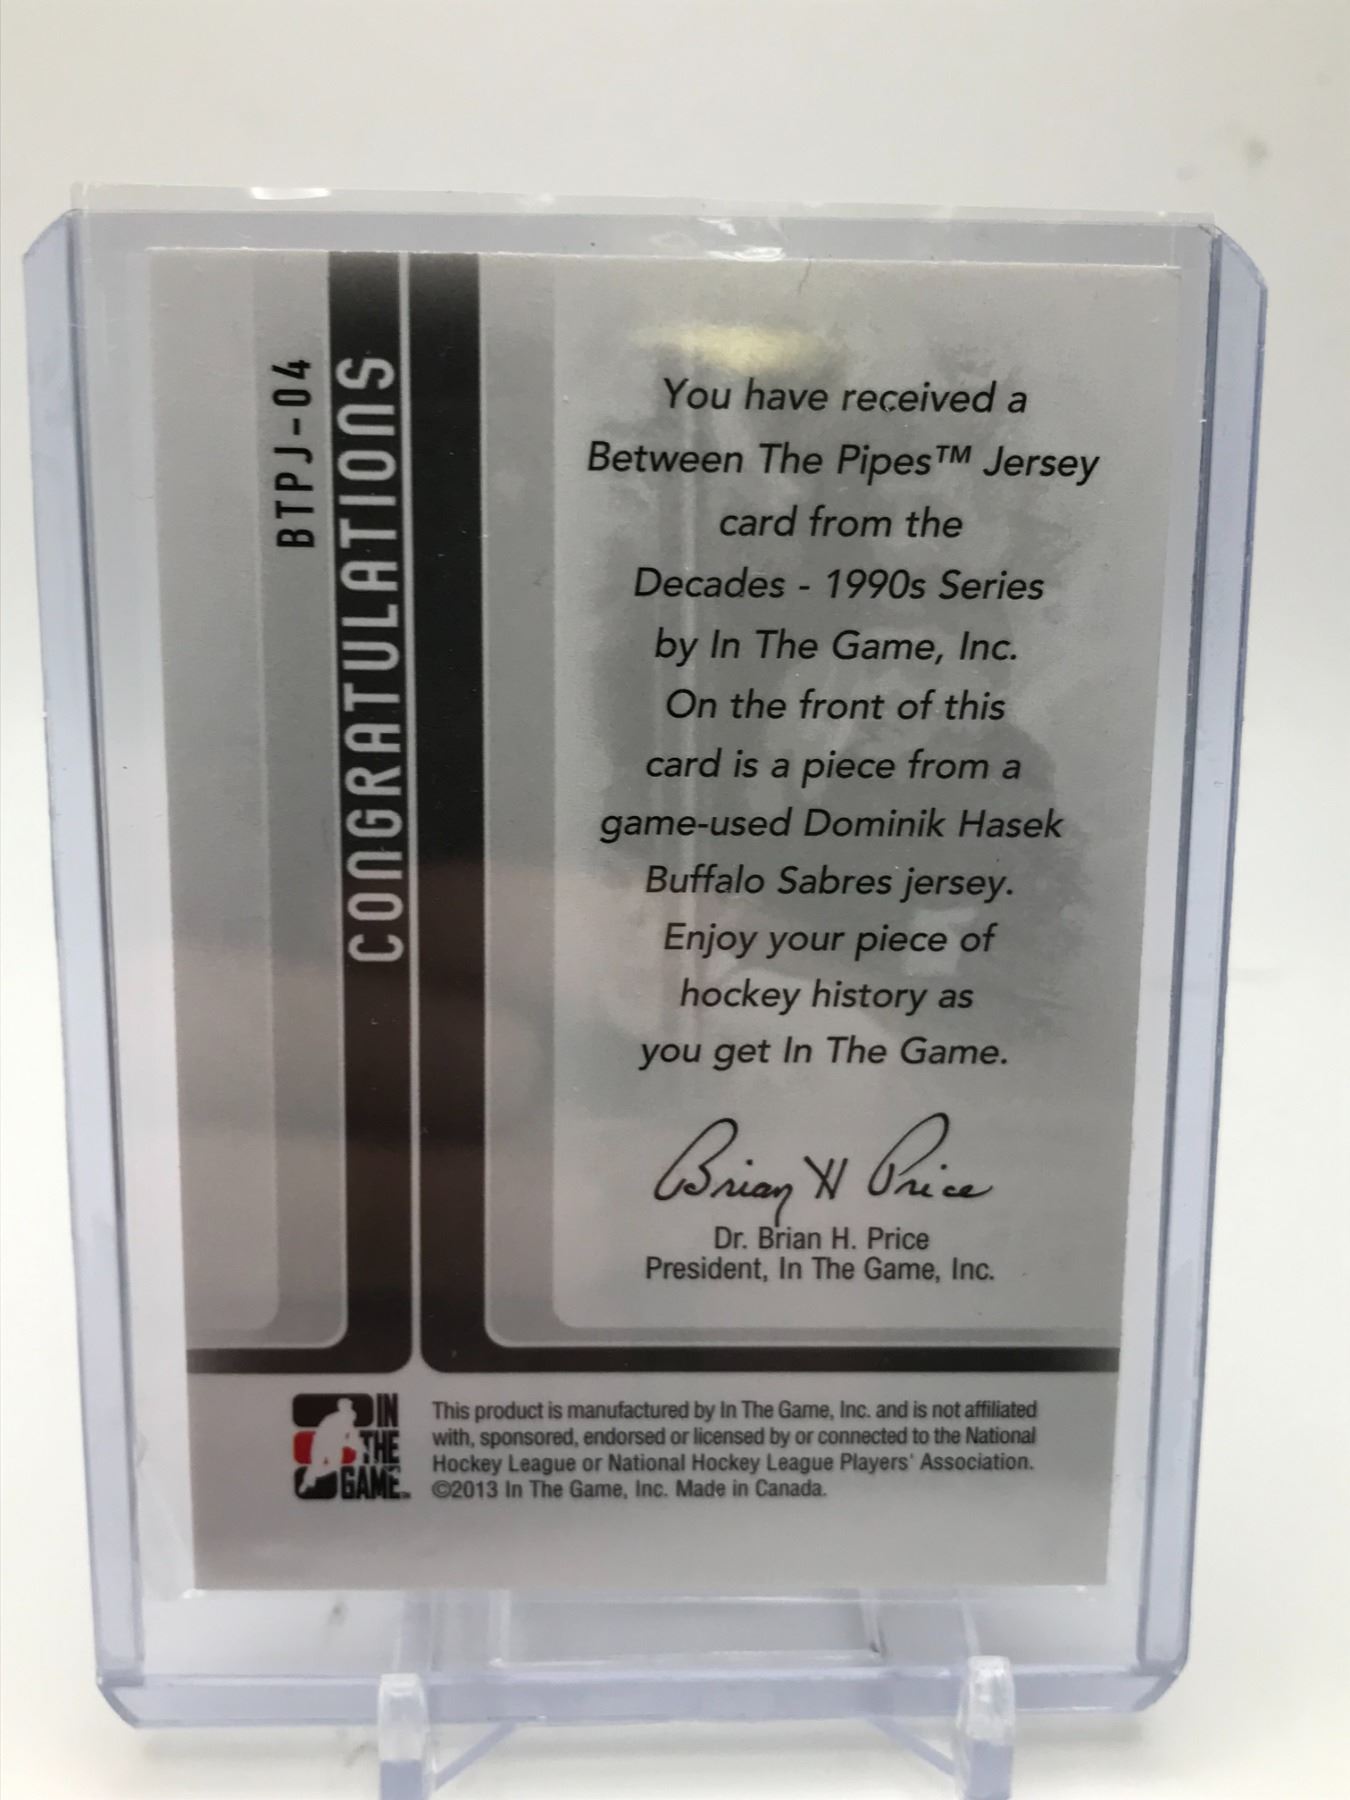 BTPJ-04
CONGRATULATIONS
You have received a
Between The Pipes™ Jersey
card from the
Decades - 1990s Series
by In The Game, Inc.
On the front of this
card is a piece from a
game-used Dominik Hasek
Buffalo Sabres jersey.
Enjoy your piece of
hockey history as
you get In The Game.
Brian H Price
Dr. Brian H. Price
President, In The Game, Inc.
IN
THE
GAME™
This product is manufactured by In The Game, Inc. and is not affiliated
with, sponsored, endorsed or licensed by or connected to the National
Hockey League or National Hockey League Players' Association.
©2013 In The Game, Inc. Made in Canada.